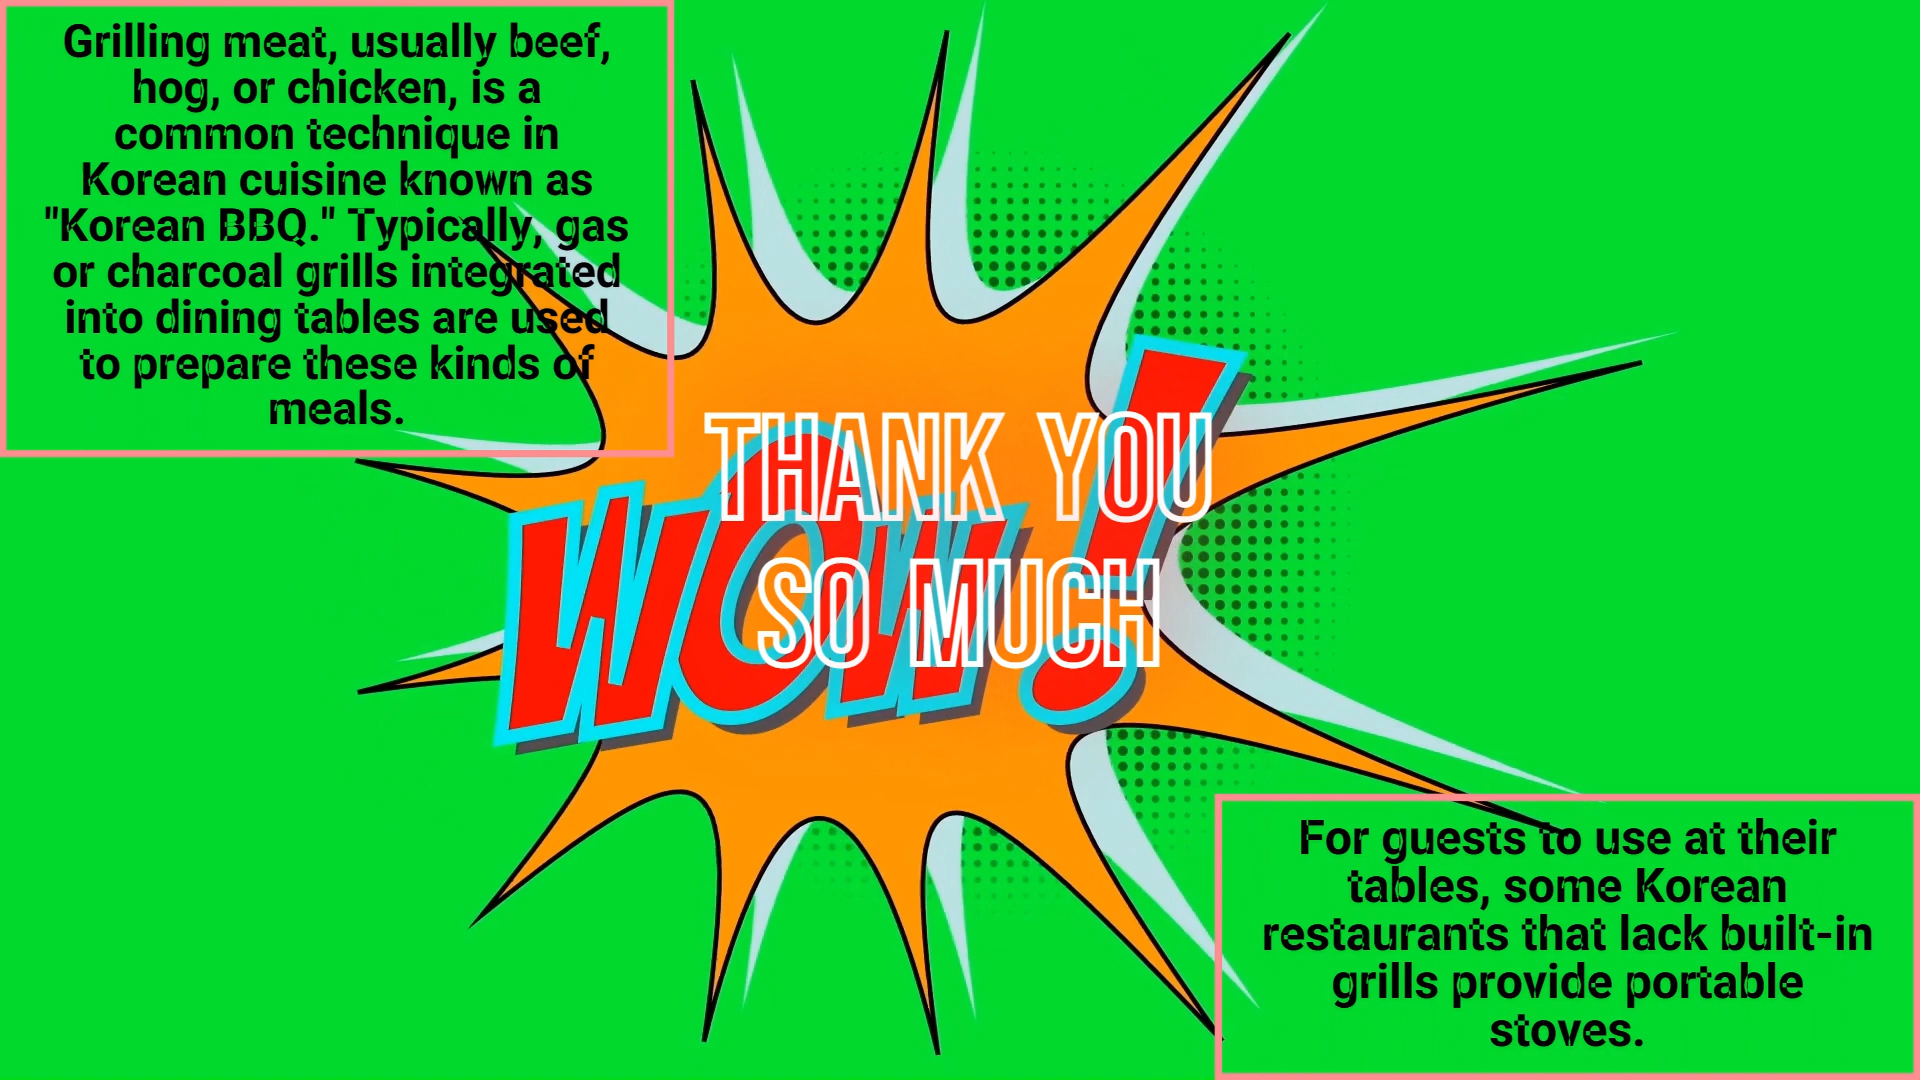 Grilling meat, usually beef,
hog, or chicken, is a
common technique in
Korean cuisine known as
"Korean BBQ." Typically, gas
or charcoal grills integrated
into dining tables are used
to prepare these kinds of
meals.
THANK YOU
SO MUCH
WOW!
For guests to use at their
tables, some Korean
restaurants that lack built-in
grills provide portable
stoves.